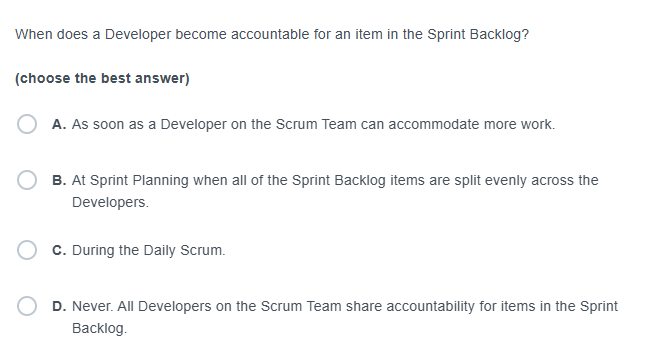 When does a Developer become accountable for an item in the Sprint Backlog?
(choose the best answer)
A. As soon as a Developer on the Scrum Team can accommodate more work.
B. At Sprint Planning when all of the Sprint Backlog items are split evenly across the
Developers.
C. During the Daily Scrum.
D. Never. All Developers on the Scrum Team share accountability for items in the Sprint
Backlog.